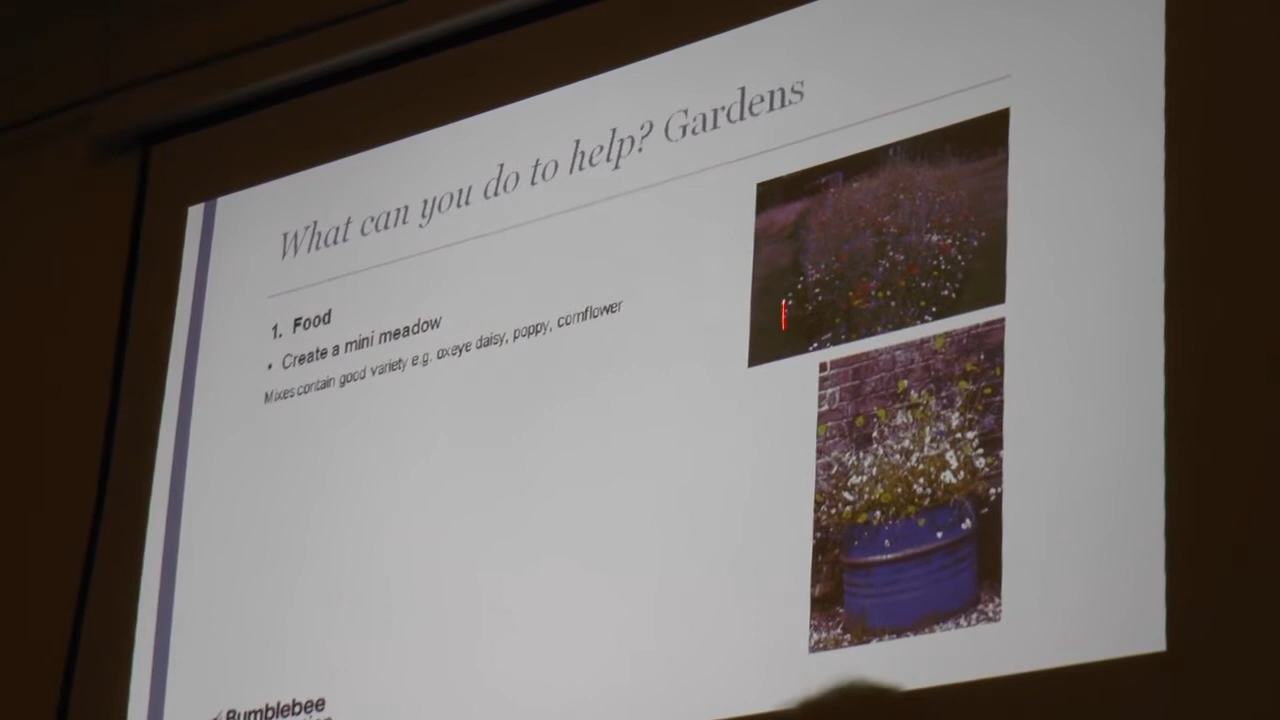 What can you do to help? Gardens
1. Food
• Create a mini meadow
Mixes contain good variety e.g. oxeye daisy, poppy, cornflower
Bumblebee